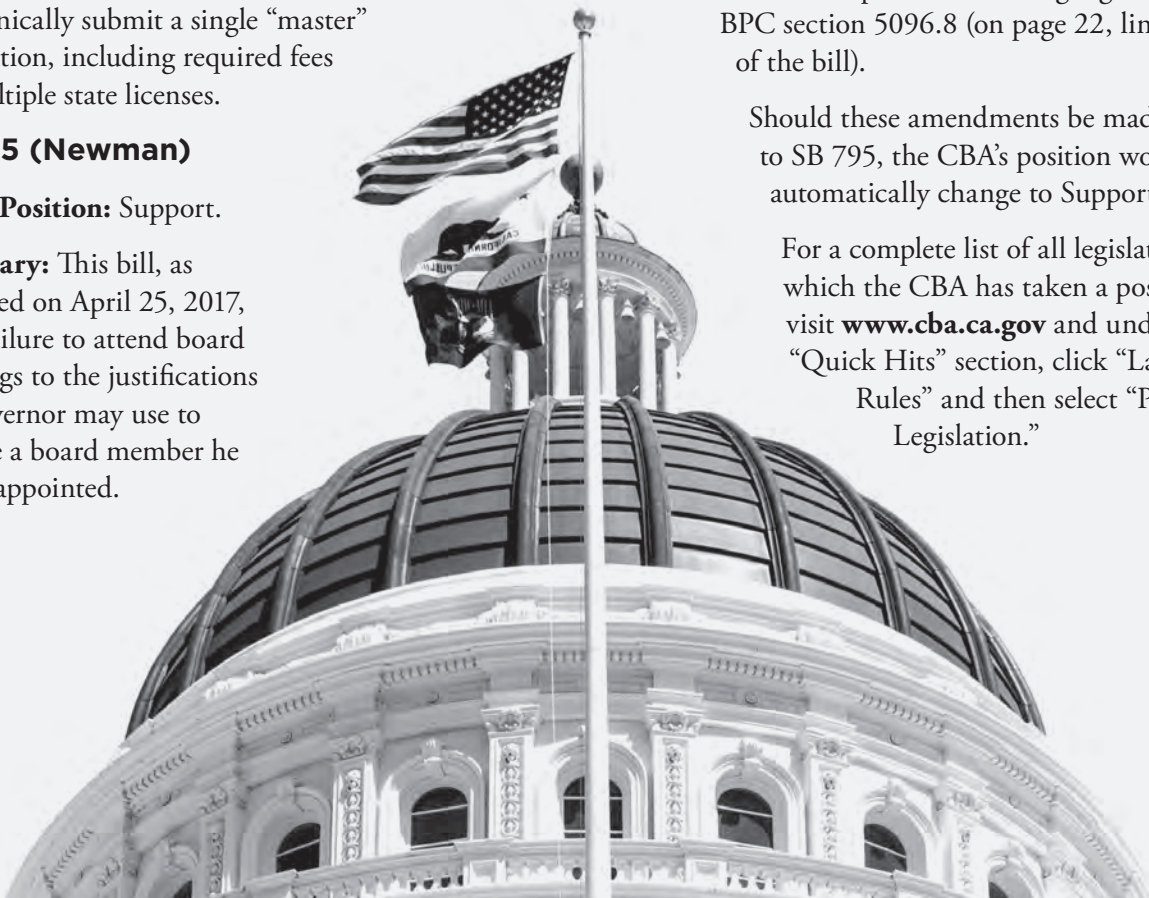 nically submit a single “master”
tion, including required fees
ltiple state licenses.
5 (Newman)
Position: Support.
ary: This bill, as
ed on April 25, 2017,
ilure to attend board
gs to the justifications
vernor may use to
e a board member he
appointed.
BPC section 5096.8 (on page 22, lin
of the bill).
Should these amendments be mad
to SB 795, the CBA’s position wo
automatically change to Support
For a complete list of all legislat
which the CBA has taken a pos
visit www.cba.ca.gov and und
“Quick Hits” section, click “La
Rules” and then select “P
Legislation.”